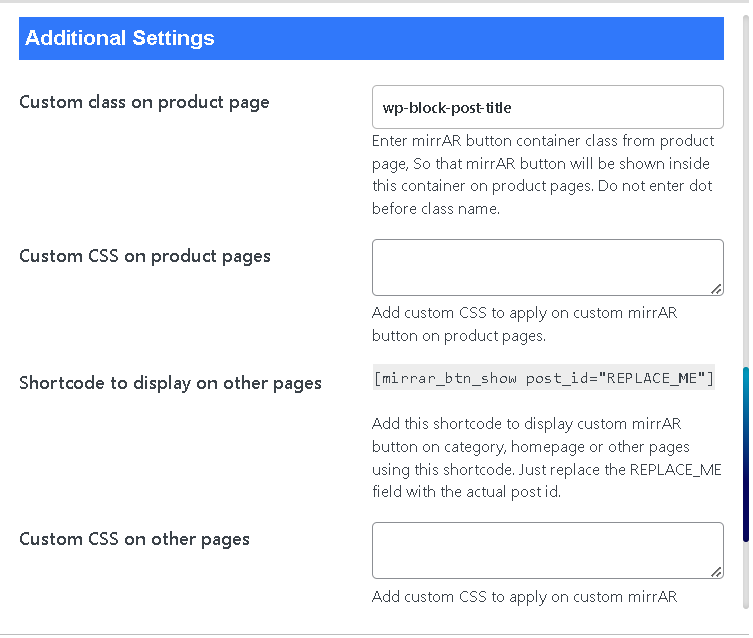 Additional Settings
Custom class on product page
wp-block-post-title
Enter mirrAR button container class from product
page, So that mirrAR button will be shown inside
this container on product pages. Do not enter dot
before class name.
Custom CSS on product pages
Add custom CSS to apply on custom mirrAR
button on product pages.
Shortcode to display on other pages
[mirrar_btn_show post_id="REPLACE_ME"]
Add this shortcode to display custom mirrAR
button on category, homepage or other pages
using this shortcode. Just replace the REPLACE_ME
field with the actual post id.
Custom CSS on other pages
Add custom CSS to apply on custom mirrAR